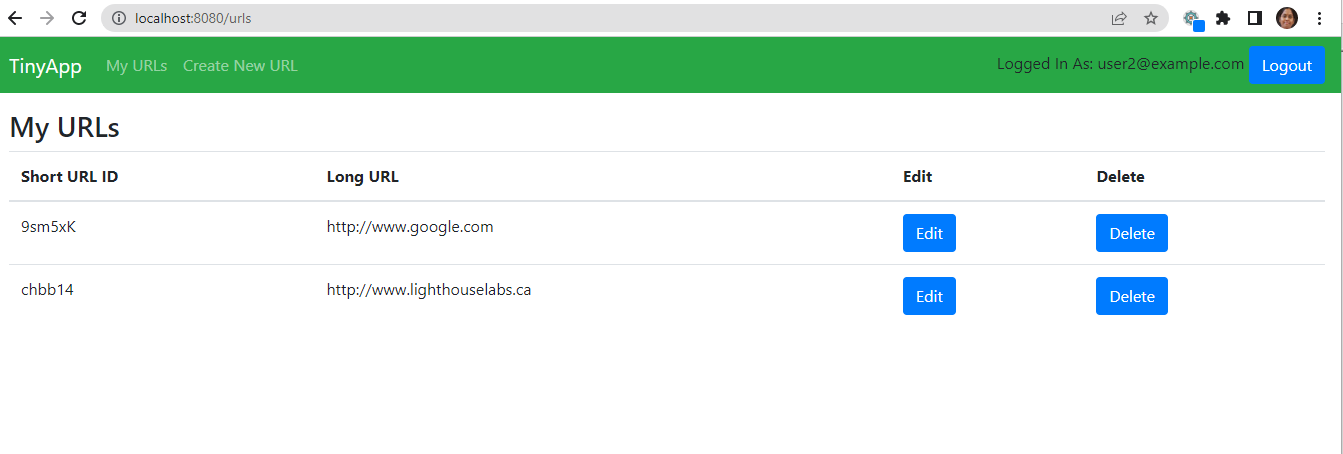 localhost:8080/urls
TinyApp My URLs Create New URL Logged In As: user2@example.com Logout
My URLs
Short URL ID Long URL Edit Delete
9sm5xK http://www.google.com Edit Delete
chbb14 http://www.lighthouselabs.ca Edit Delete